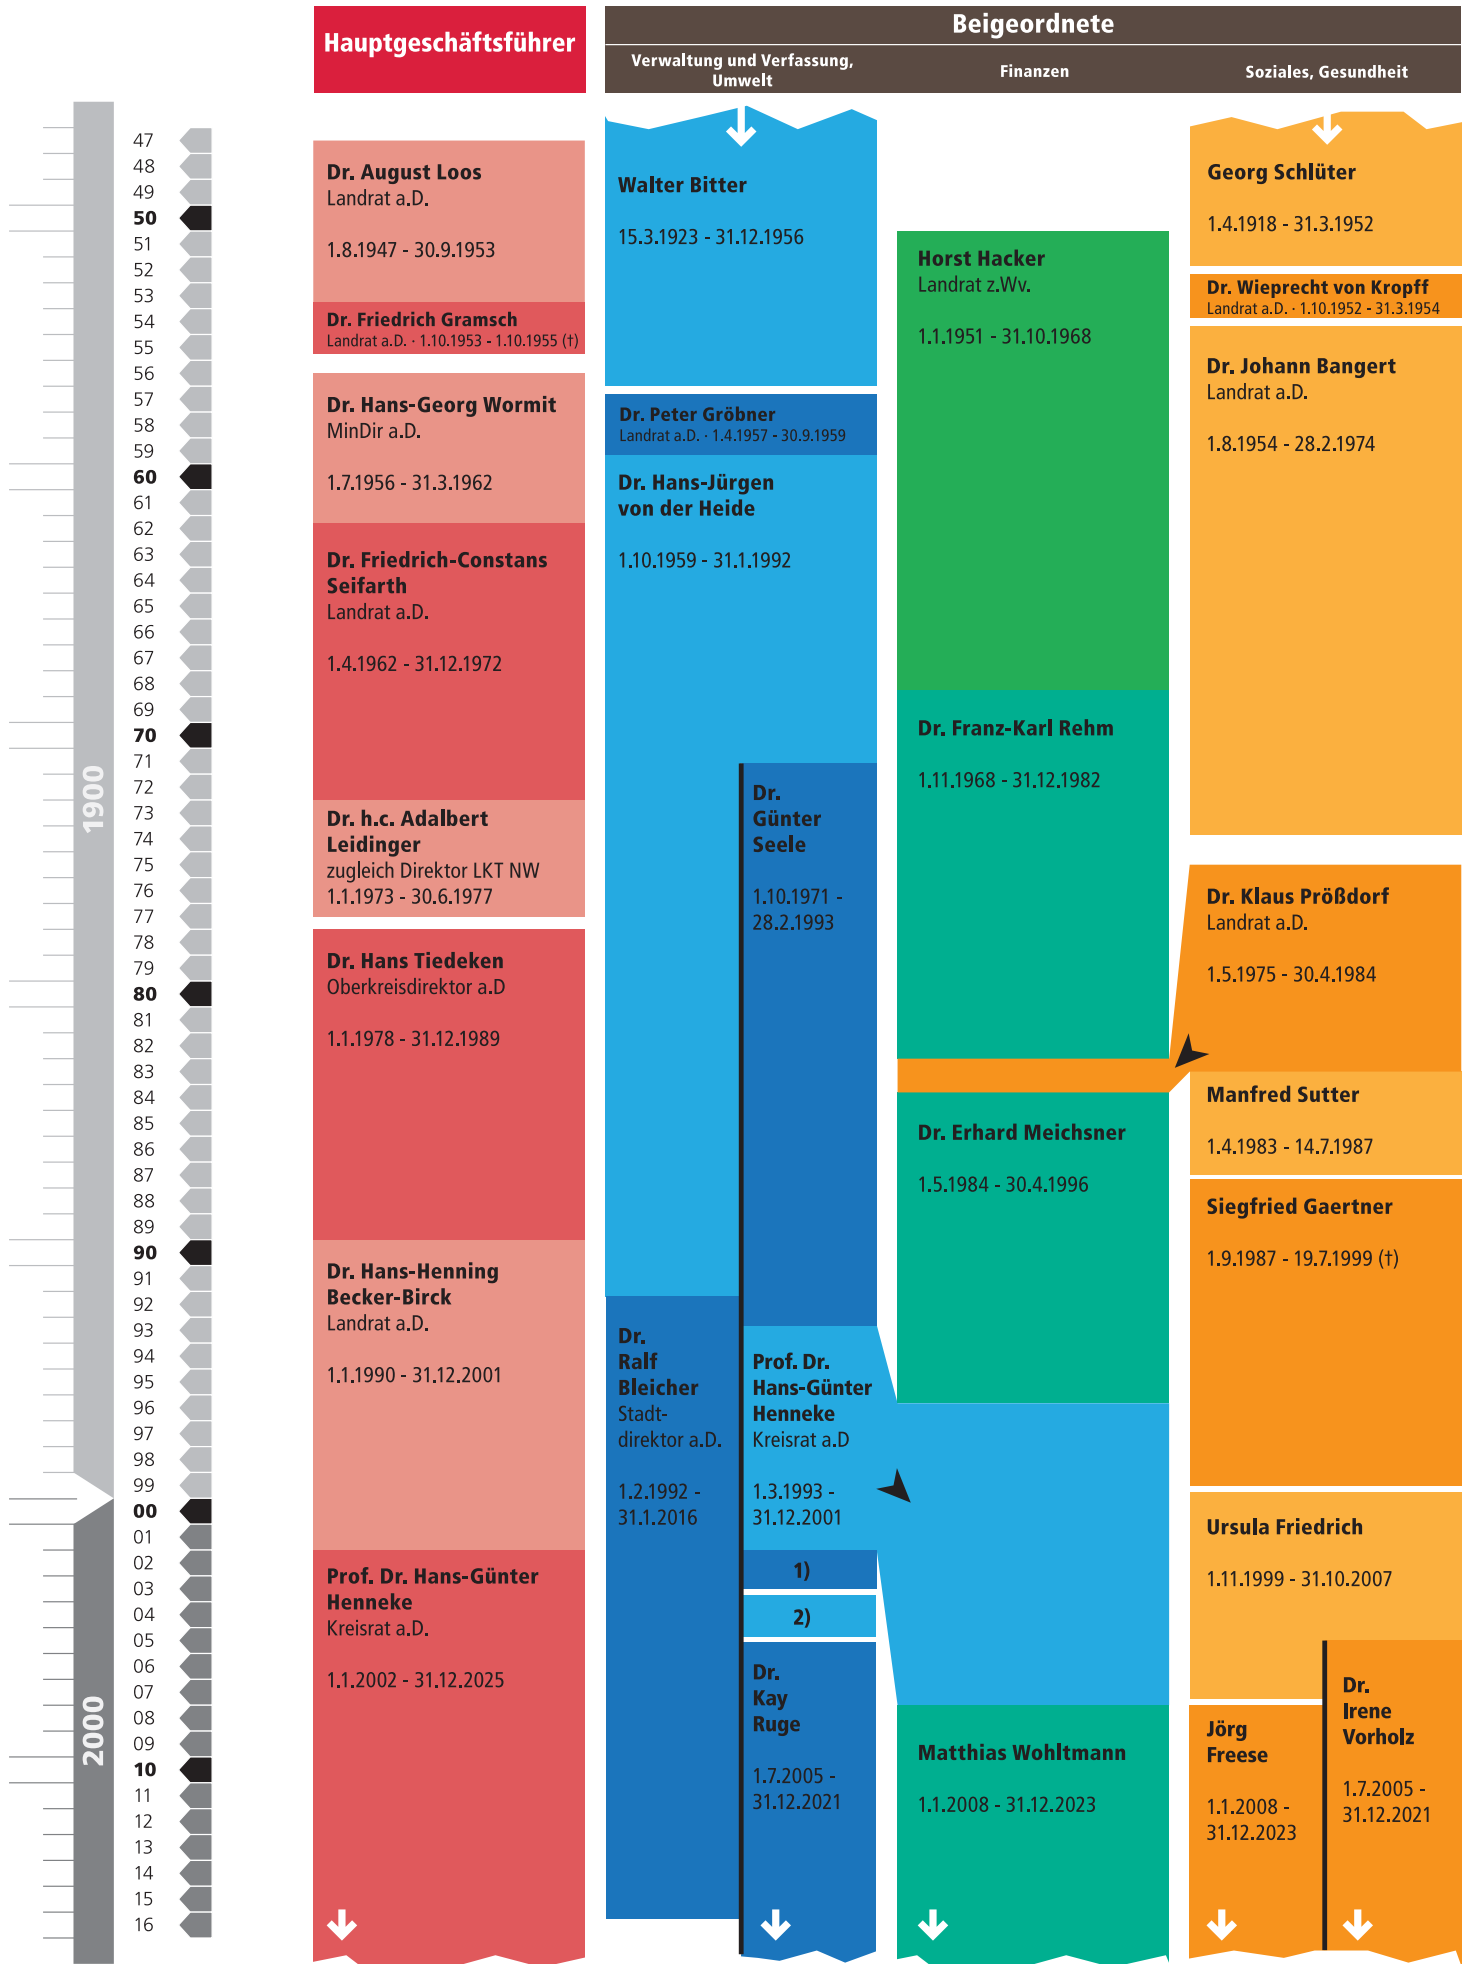 Hauptgeschäftsführer
Beigeordnete
Verwaltung und Verfassung,
Umwelt
Finanzen
Soziales, Gesundheit
1900
2000
47
48
49
50
51
52
53
54
55
56
57
58
59
60
61
62
63
64
65
66
67
68
69
70
71
72
73
74
75
76
77
78
79
80
81
82
83
84
85
86
87
88
89
90
91
92
93
94
95
96
97
98
99
00
01
02
03
04
05
06
07
08
09
10
11
12
13
14
15
16
Dr. August Loos
Landrat a.D.
1.8.1947 - 30.9.1953
Dr. Friedrich Gramsch
Landrat a.D. · 1.10.1953 - 1.10.1955 (†)
Dr. Hans-Georg Wormit
MinDir a.D.
1.7.1956 - 31.3.1962
Dr. Friedrich-Constans
Seifarth
Landrat a.D.
1.4.1962 - 31.12.1972
Dr. h.c. Adalbert
Leidinger
zugleich Direktor LKT NW
1.1.1973 - 30.6.1977
Dr. Hans Tiedeken
Oberkreisdirektor a.D
1.1.1978 - 31.12.1989
Dr. Hans-Henning
Becker-Birck
Landrat a.D.
1.1.1990 - 31.12.2001
Prof. Dr. Hans-Günter
Henneke
Kreisrat a.D.
1.1.2002 - 31.12.2025
Walter Bitter
15.3.1923 - 31.12.1956
Dr. Peter Gröbner
Landrat a.D. · 1.4.1957 - 30.9.1959
Dr. Hans-Jürgen
von der Heide
1.10.1959 - 31.1.1992
Dr.
Günter
Seele
1.10.1971 -
28.2.1993
Dr.
Ralf
Bleicher
Stadt-
direktor a.D.
1.2.1992 -
31.1.2016
Prof. Dr.
Hans-Günter
Henneke
Kreisrat a.D
1.3.1993 -
31.12.2001
1)
2)
Dr.
Kay
Ruge
1.7.2005 -
31.12.2021
Horst Hacker
Landrat z.Wv.
1.1.1951 - 31.10.1968
Dr. Franz-Karl Rehm
1.11.1968 - 31.12.1982
Dr. Erhard Meichsner
1.5.1984 - 30.4.1996
Matthias Wohltmann
1.1.2008 - 31.12.2023
Georg Schlüter
1.4.1918 - 31.3.1952
Dr. Wieprecht von Kropff
Landrat a.D. · 1.10.1952 - 31.3.1954
Dr. Johann Bangert
Landrat a.D.
1.8.1954 - 28.2.1974
Dr. Klaus Prößdorf
Landrat a.D.
1.5.1975 - 30.4.1984
Manfred Sutter
1.4.1983 - 14.7.1987
Siegfried Gaertner
1.9.1987 - 19.7.1999 (†)
Ursula Friedrich
1.11.1999 - 31.10.2007
Jörg
Freese
1.1.2008 -
31.12.2023
Dr.
Irene
Vorholz
1.7.2005 -
31.12.2021